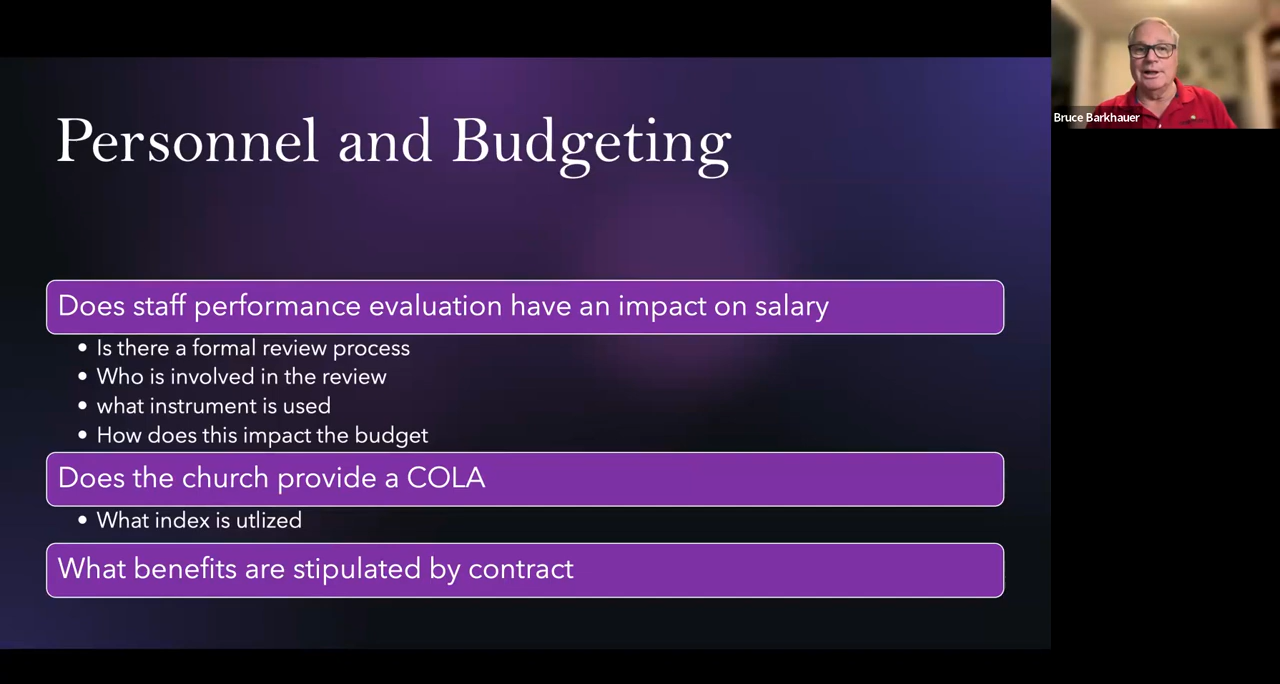 Personnel and Budgeting
Does staff performance evaluation have an impact on salary
• Is there a formal review process
• Who is involved in the review
• what instrument is used
• How does this impact the budget
Does the church provide a COLA
• What index is utlized
What benefits are stipulated by contract
Bruce Barkhauer